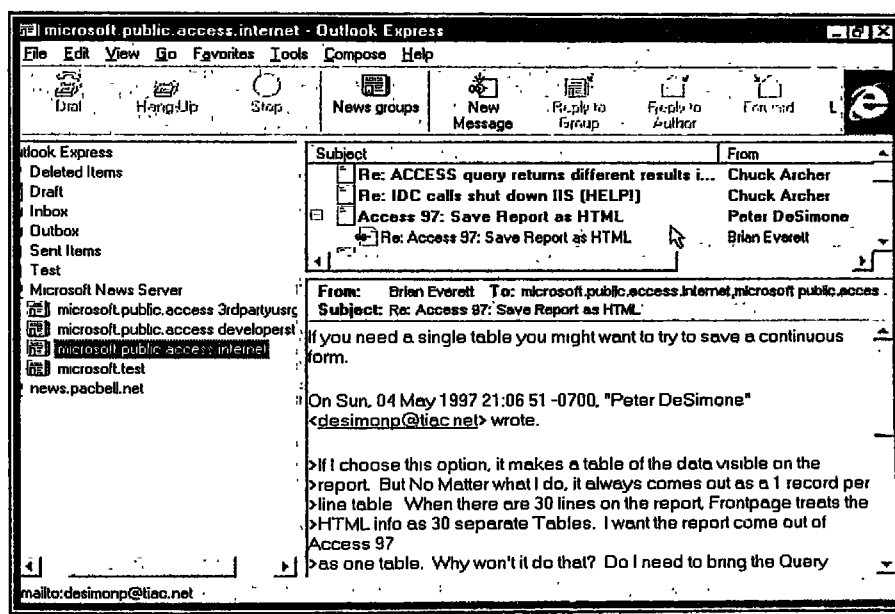 microsoft.public.access.internet - Outlook Express
File Edit View Go Favorites Tools Compose Help
Dial Hang-Up Stop News groups New Message Reply to Group Reply to Author Forward L
tlook Express
Deleted Items
Draft
Inbox
Outbox
Sent Items
Test
Microsoft News Server
microsoft.public.access 3rdpartyusrg
microsoft.public.access developerst
microsoft public access internet
microsoft.test
news.pacbell.net
Subject From
Re: ACCESS query returns different results i... Chuck Archer
Re: IDC calls shut down IIS (HELP!) Chuck Archer
Access 97: Save Report as HTML Peter DeSimone
Re: Access 97: Save Report as HTML Brian Everett
From: Brian Everett To: microsoft.public.access.internet,microsoft public,acces
Subject: Re: Access 97: Save Report as HTML
If you need a single table you might want to try to save a continuous
form.
On Sun, 04 May 1997 21:06 51 -0700, "Peter DeSimone"
<desimonp@tiac net> wrote.
>If I choose this option, it makes a table of the data visible on the
>report. But No Matter what I do, it always comes out as a 1 record per
>line table When there are 30 lines on the report, Frontpage treats the
>HTML info as 30 separate Tables. I want the report come out of
Access 97
>as one table. Why won't it do that? Do I need to bring the Query
mailto:desimonp@tiac.net